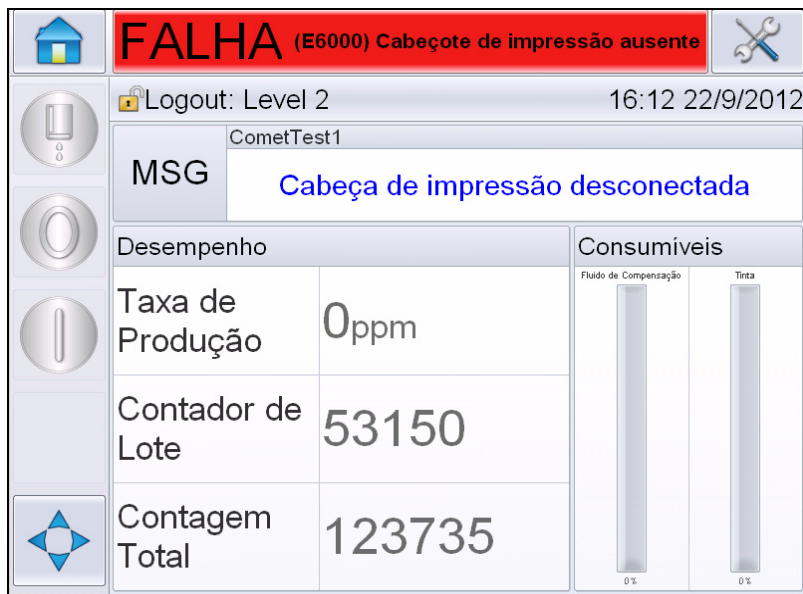 FALHA (E6000) Cabeçote de impressão ausente
Logout: Level 2
16:12 22/9/2012
CometTest1
MSG
Cabeça de impressão desconectada
Desempenho
Consumíveis
Fluido de Compensação
Tinta
Taxa de
Produção
0ppm
Contador de
Lote
53150
Contagem
Total
123735
0%
0%